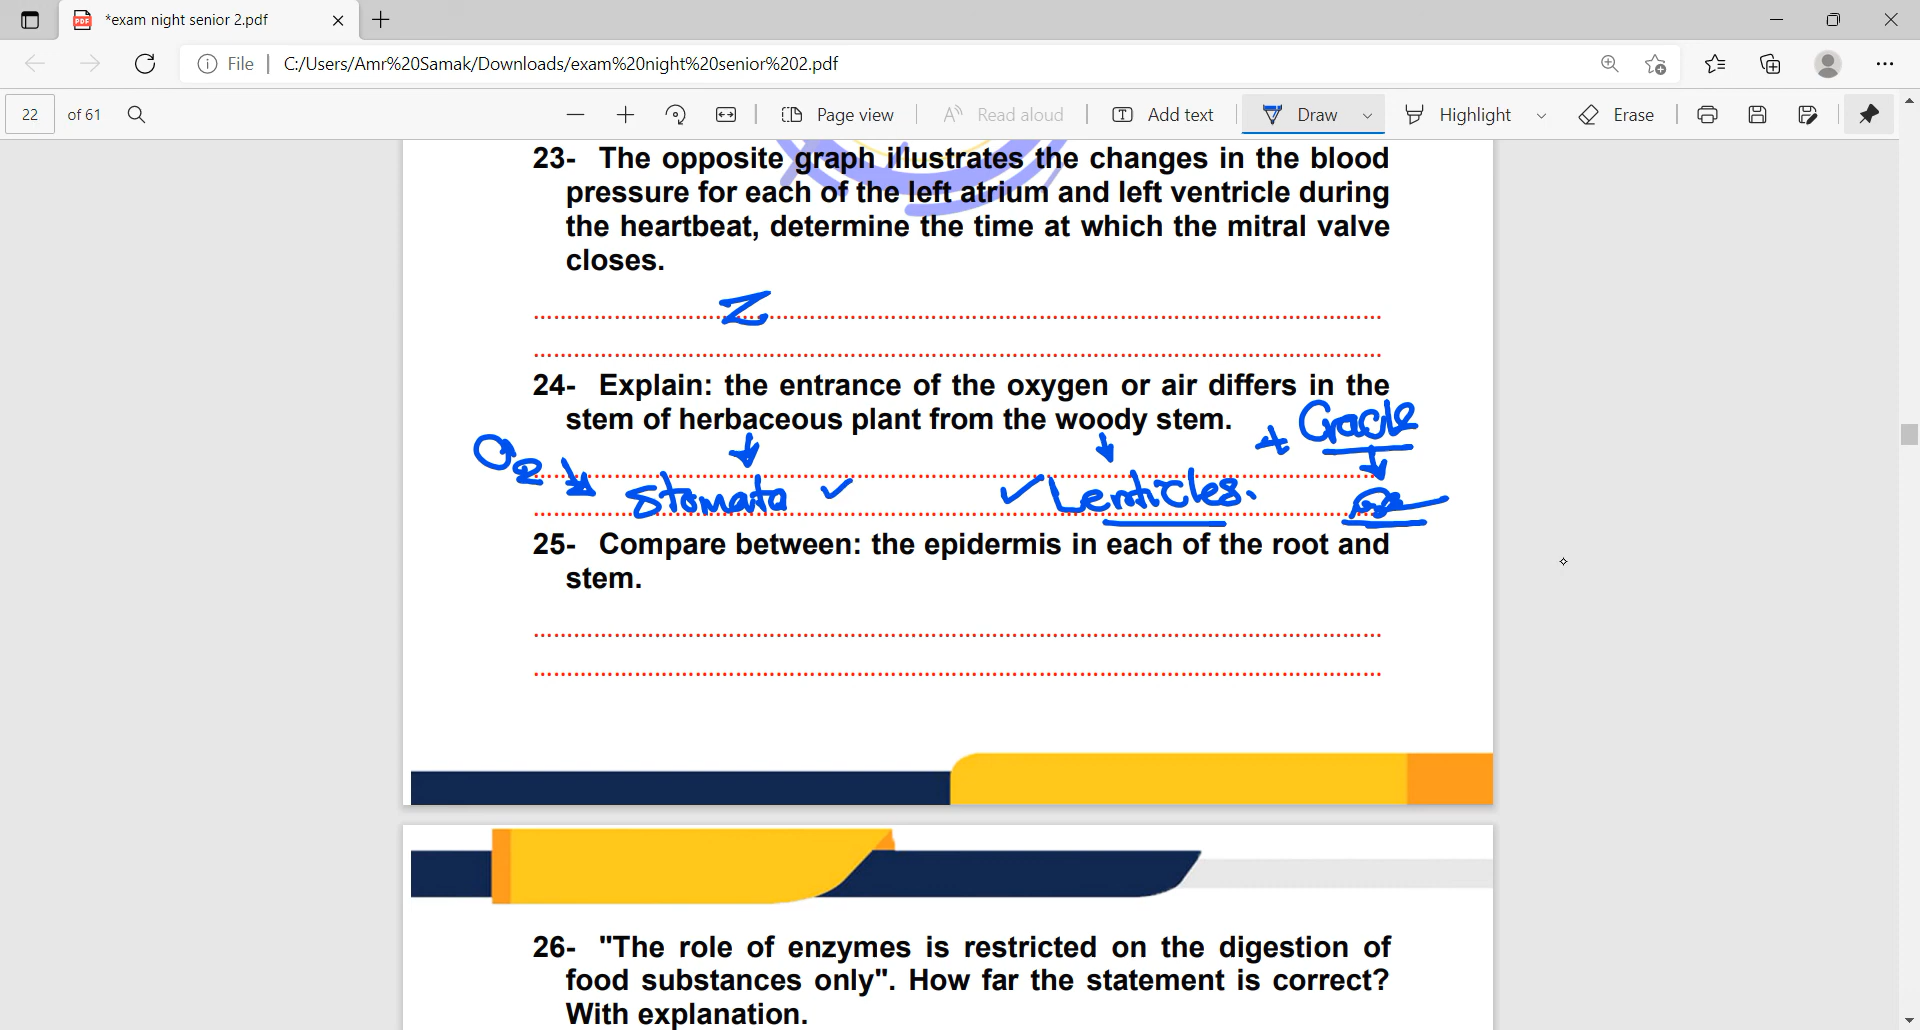 *exam night senior 2.pdf
File C:/Users/Amr%20Samak/Downloads/exam%20night%20senior%202.pdf
22 of 61 Page view Read aloud Add text Draw Highlight Erase
23- The opposite graph illustrates the changes in the blood
pressure for each of the left atrium and left ventricle during
the heartbeat, determine the time at which the mitral valve
closes.
Z
24- Explain: the entrance of the oxygen or air differs in the
stem of herbaceous plant from the woody stem.
+ Crack
O2 Stomata ✓ ✓ Lenticles.
25- Compare between: the epidermis in each of the root and
stem.
26- "The role of enzymes is restricted on the digestion of
food substances only". How far the statement is correct?
With explanation.